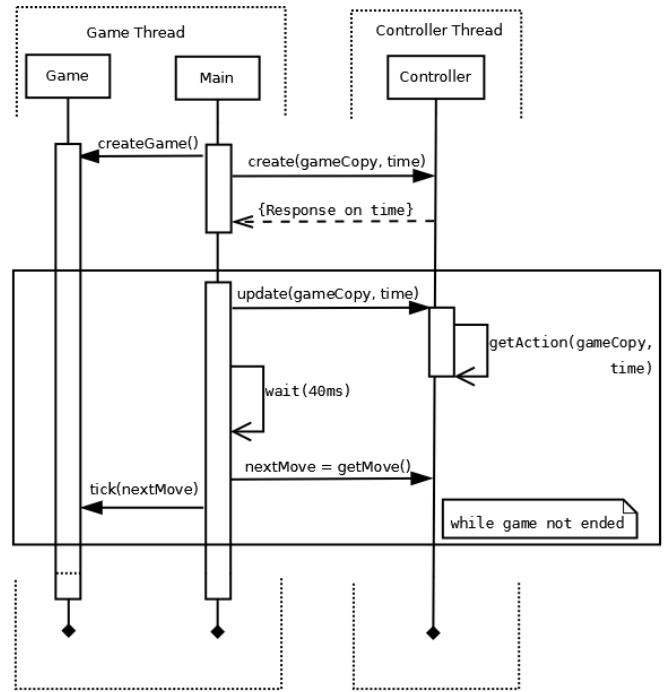 Game Thread
Controller Thread
Game
Main
Controller
createGame()
create(gameCopy, time)
{Response on time}
update(gameCopy, time)
getAction(gameCopy,
time)
wait(40ms)
nextMove = getMove()
tick(nextMove)
while game not ended